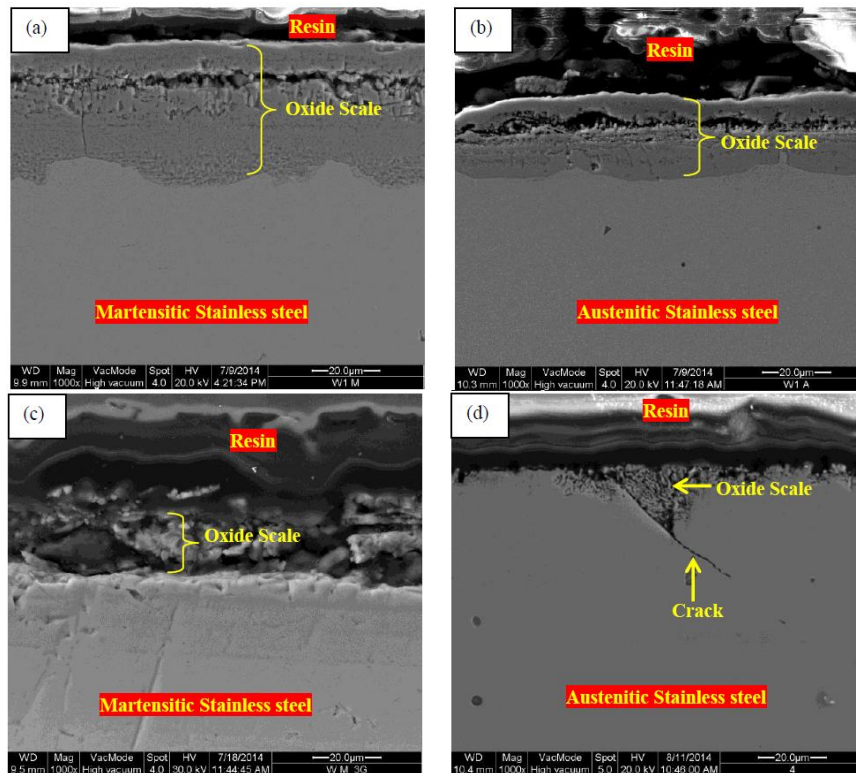 (a)
Resin
Oxide Scale
Martensitic Stainless steel
WD Mag VacMode Spot HV 7/9/2014 20.0µm
9.9 mm 1000x High vacuum 4.0 20.0 kV 4:21:34 PM W1 M
(b)
Resin
Oxide Scale
Austenitic Stainless steel
WD Mag VacMode Spot HV 7/9/2014 20.0µm
10.3 mm 1000x High vacuum 4.0 20.0 kV 11:47:18 AM W1 A
(c)
Resin
Oxide Scale
Martensitic Stainless steel
WD Mag VacMode Spot HV 7/18/2014 20.0µm
9.5 mm 1000x High vacuum 4.0 30.0 kV 11:44:45 AM W M 3G
(d)
Resin
Oxide Scale
Crack
Austenitic Stainless steel
WD Mag VacMode Spot HV 8/11/2014 20.0µm
10.4 mm 1000x High vacuum 5.0 20.0 kV 10:46:00 AM 4